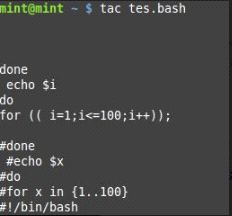 mint@mint ~ $ tac tes.bash
done
 echo $i
do
for (( i=1;i<=100;i++));
#done
 #echo $x
#do
#for x in {1..100}
#!/bin/bash